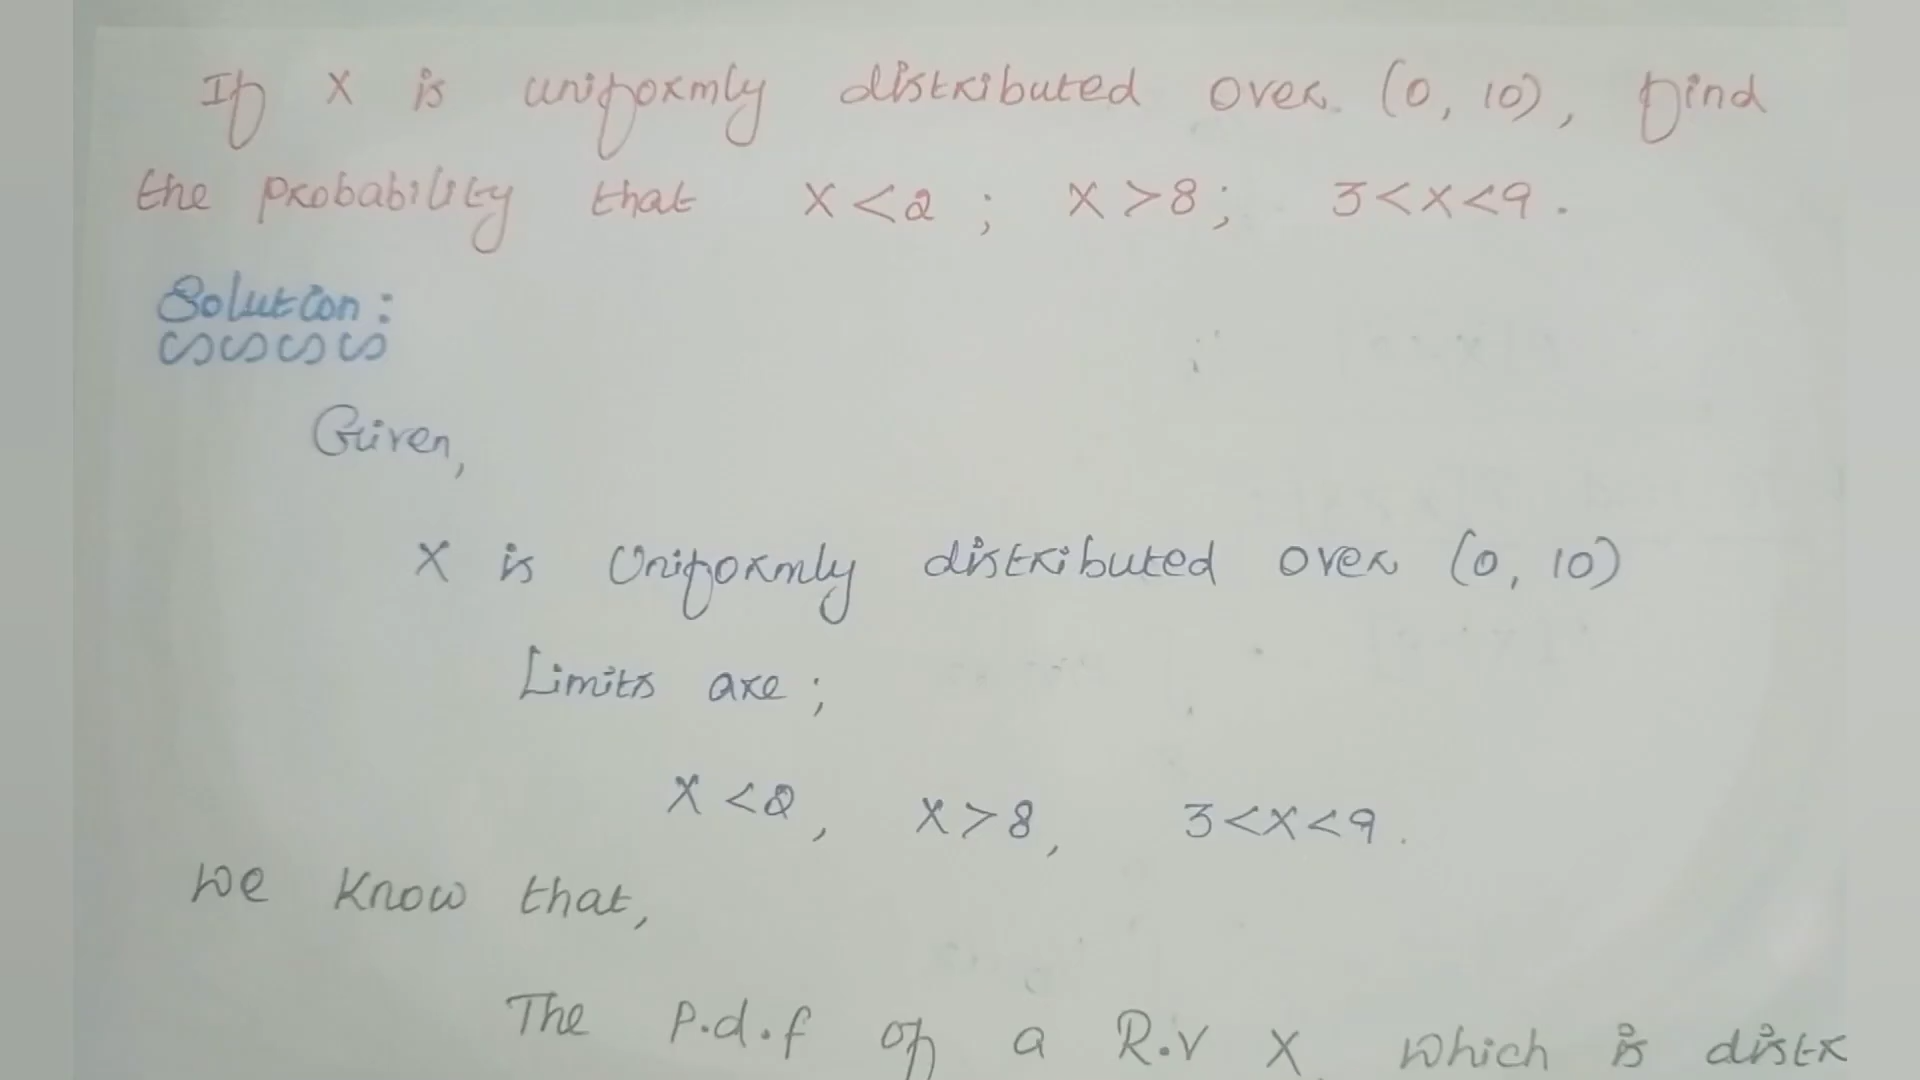 If X is uniformly distributed over (0, 10), find
the probability that X < 2 ; X > 8 ; 3 < X < 9 .
Solution :
Given,
X is Uniformly distributed over (0, 10)
Limits are ;
X < 2 , X > 8 , 3 < X < 9 .
We know that,
The P.d.f of a R.V X which is distr